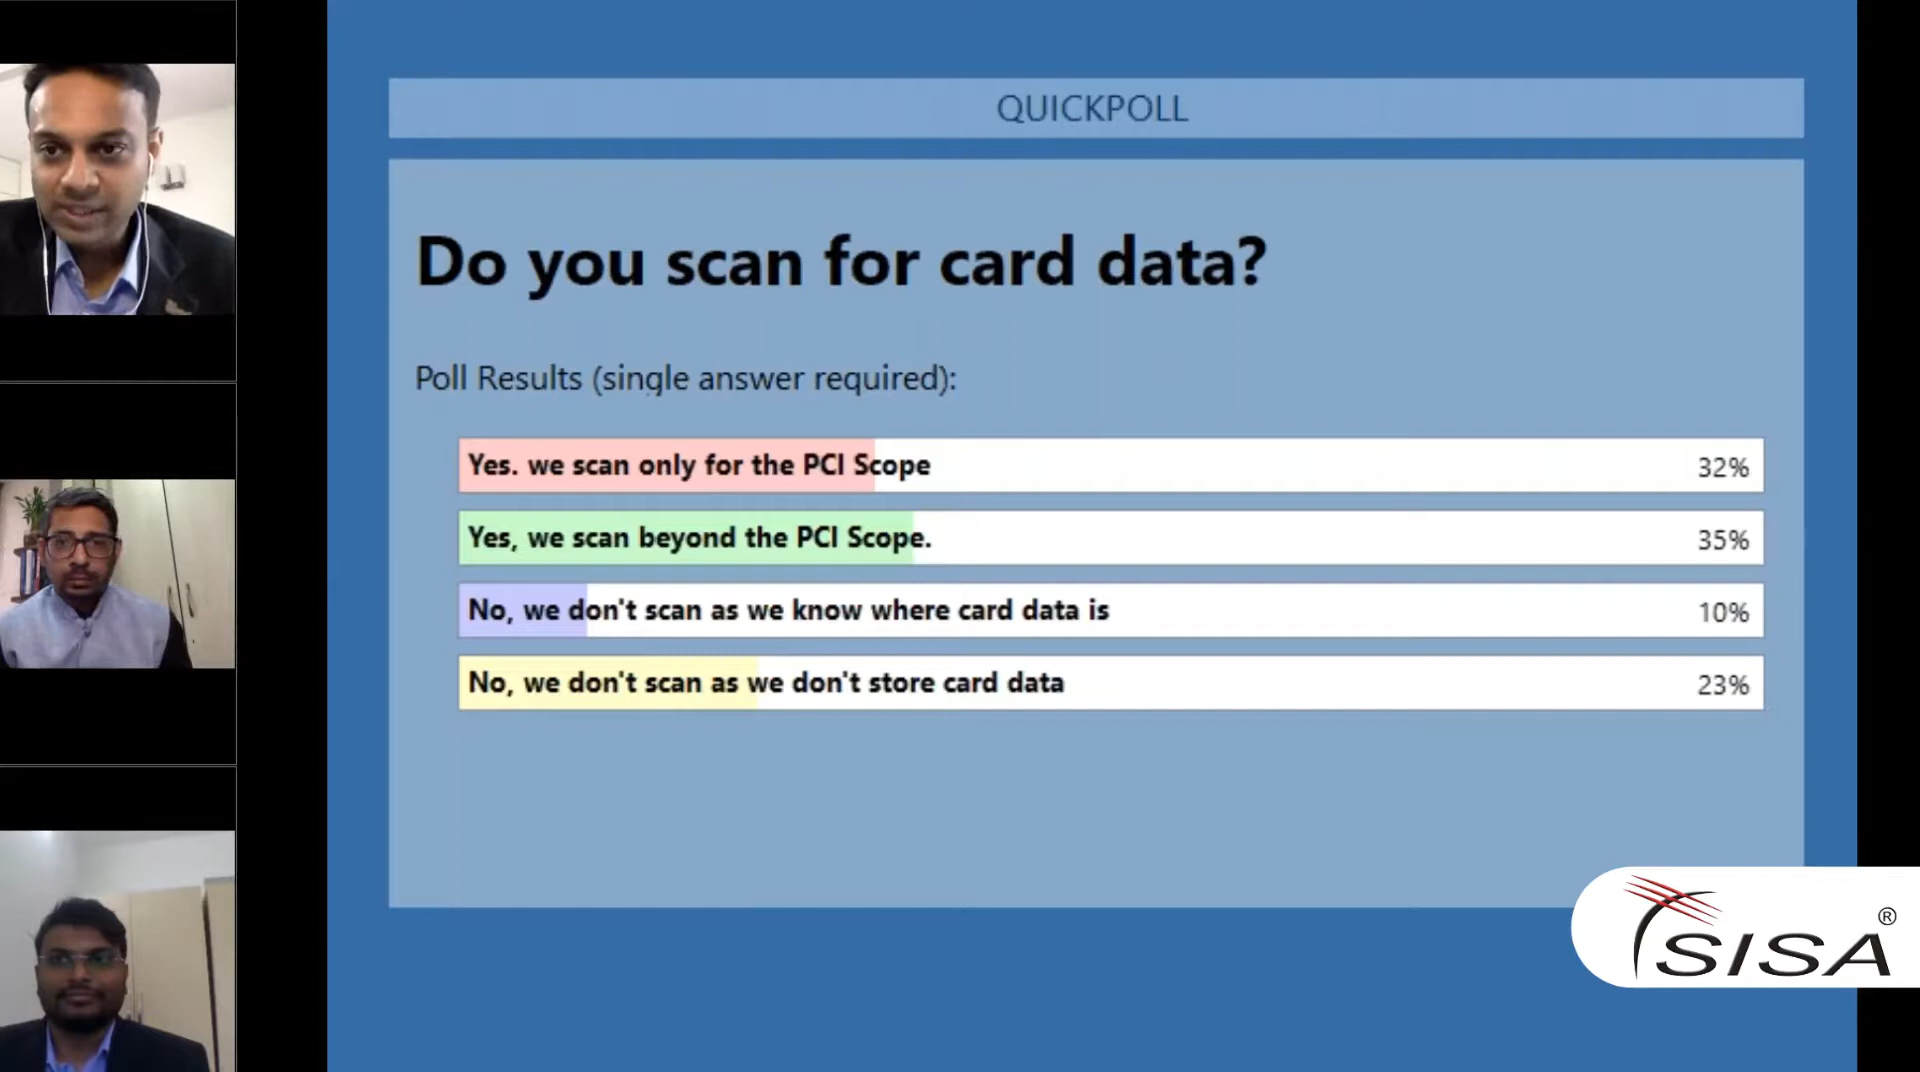 QUICKPOLL
Do you scan for card data?
Poll Results (single answer required):
Yes. we scan only for the PCI Scope 32%
Yes, we scan beyond the PCI Scope. 35%
No, we don't scan as we know where card data is 10%
No, we don't scan as we don't store card data 23%
SISA®